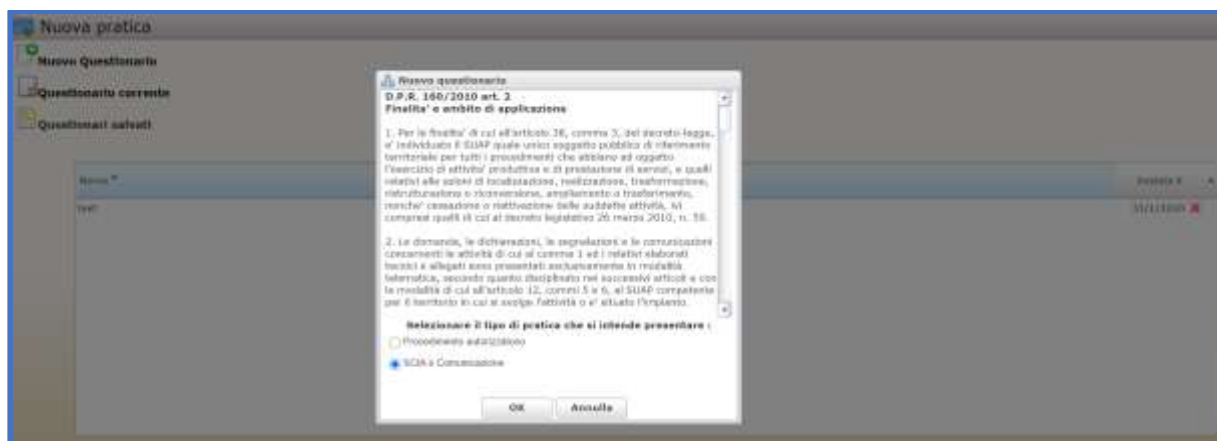 Nuova pratica
Nuovo Questionario
Questionario corrente
Questionari salvati
Nome
test
Nuovo questionario
D.P.R. 160/2010 art. 2
Finalita' e ambito di applicazione
1. Per le finalita' di cui all'articolo 38, comma 3, del decreto-legge,
e' individuato il SUAP quale unico soggetto pubblico di riferimento
territoriale per tutti i procedimenti che abbiano ad oggetto
l'esercizio di attivita' produttive e di prestazione di servizi, e quelli
relativi alle azioni di localizzazione, realizzazione, trasformazione,
ristrutturazione o riconversione, ampliamento o trasferimento,
nonche' cessazione o riattivazione delle suddette attività, ivi
compresi quelli di cui al decreto legislativo 26 marzo 2010, n. 59.
2. Le domande, le dichiarazioni, le segnalazioni e le comunicazioni
concernenti le attività di cui al comma 1 ed i relativi elaborati
tecnici e allegati sono presentati esclusivamente in modalità
telematica, secondo quanto disciplinato nei successivi articoli e con
le modalità di cui all'articolo 12, commi 5 e 6, al SUAP competente
per il territorio in cui si svolge l'attività o e' situato l'impianto.
Selezionare il tipo di pratica che si intende presentare :
Procedimento autorizzatorio
SCIA o Comunicazione
OK Annulla